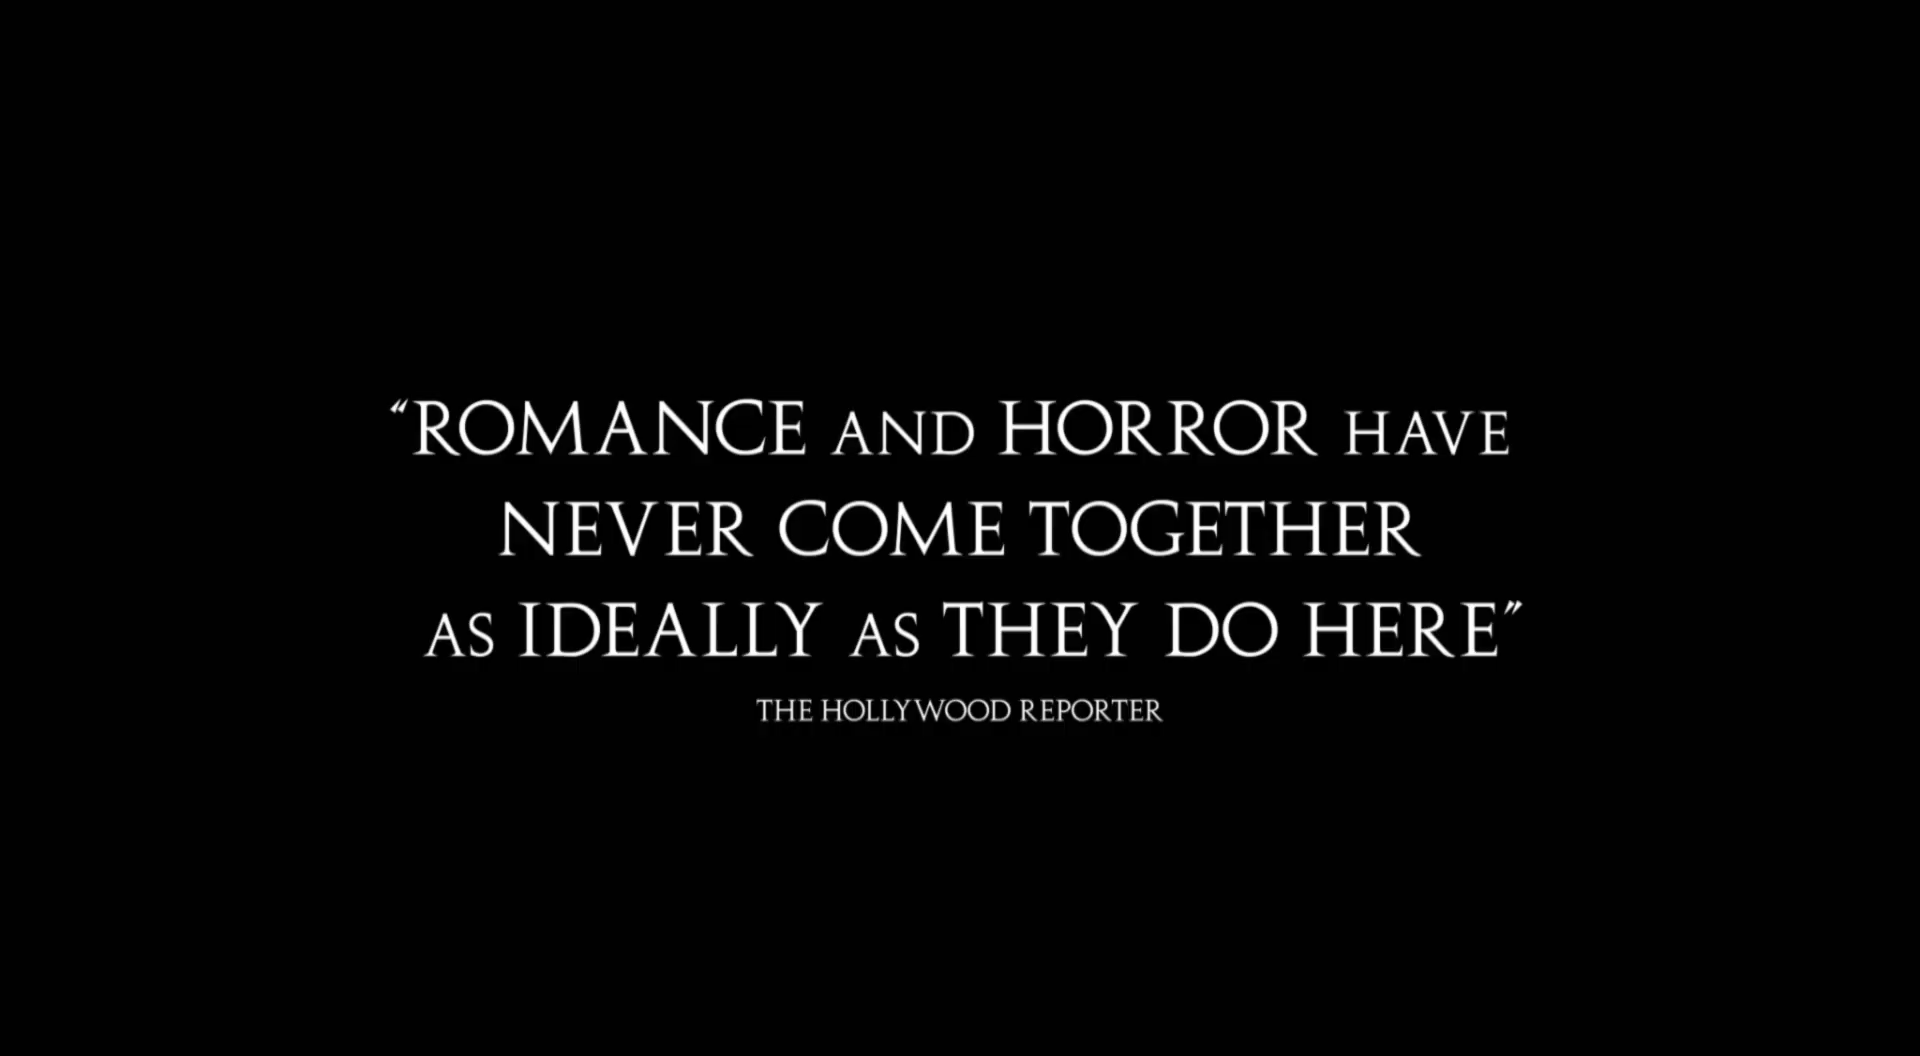 “ROMANCE AND HORROR HAVE
NEVER COME TOGETHER
AS IDEALLY AS THEY DO HERE”
THE HOLLYWOOD REPORTER